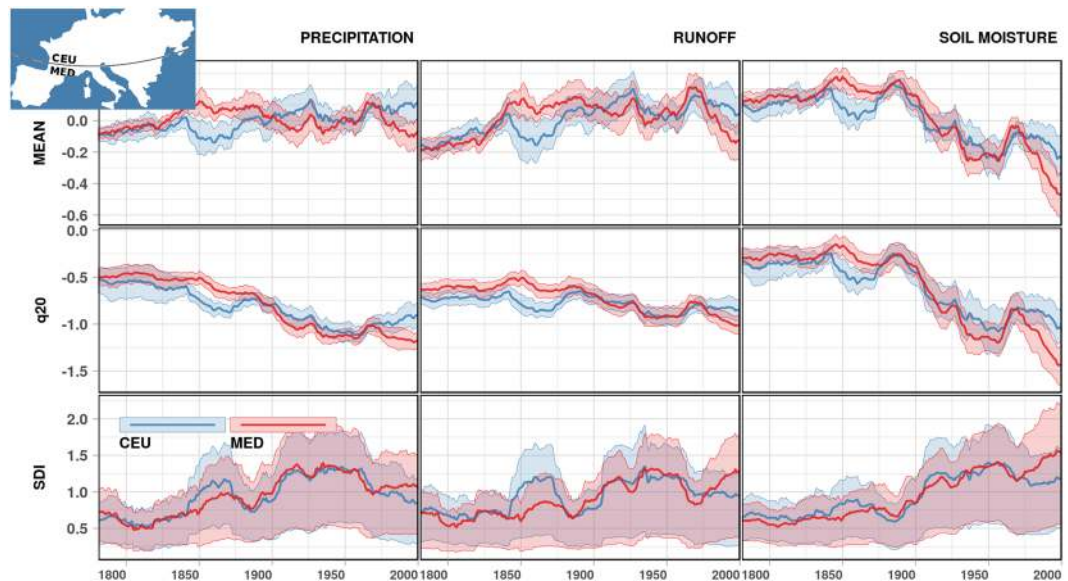 PRECIPITATION RUNOFF SOIL MOISTURE
CEU
MED
MEAN
0.0
-0.2
-0.4
-0.6
q20
0.0
-0.5
-1.0
-1.5
SDI
2.0
1.5
1.0
0.5
CEU MED
1800 1850 1900 1950 2000 1800 1850 1900 1950 2000 1800 1850 1900 1950 2000